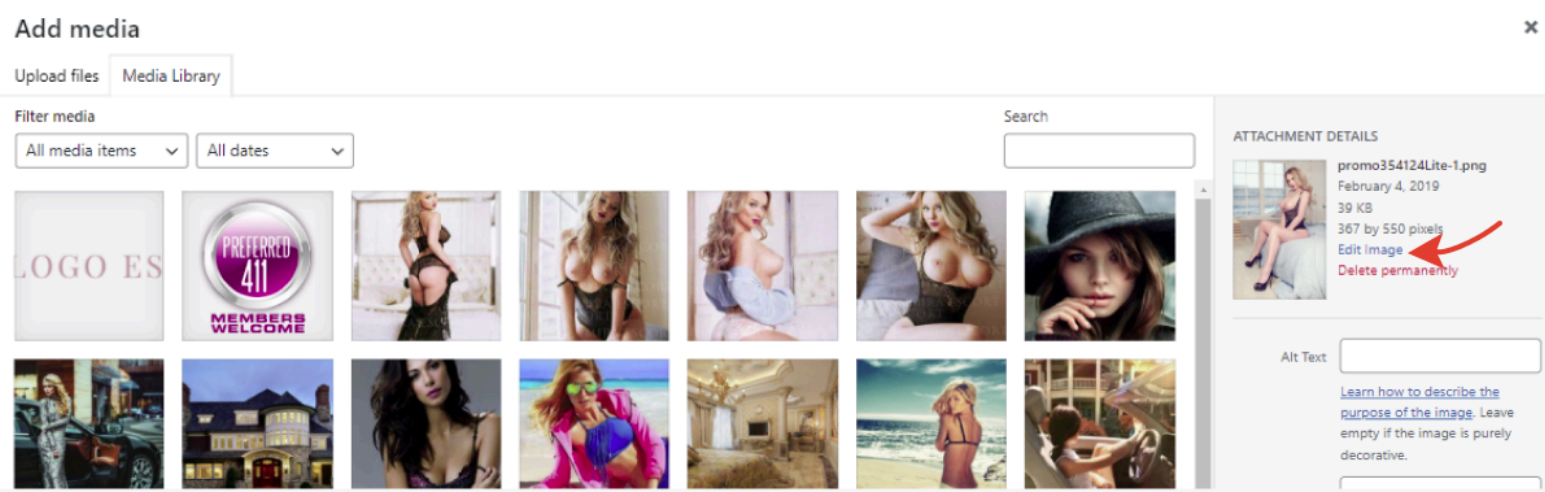 Add media
Upload files
Media Library
Filter media
All media items
All dates
Search
LOGO ES
PREFERRED
411
MEMBERS
WELCOME
ATTACHMENT DETAILS
promo354124Lite-1.png
February 4, 2019
39 KB
367 by 550 pixels
Edit Image
Delete permanently
Alt Text
Learn how to describe the
purpose of the image. Leave
empty if the image is purely
decorative.